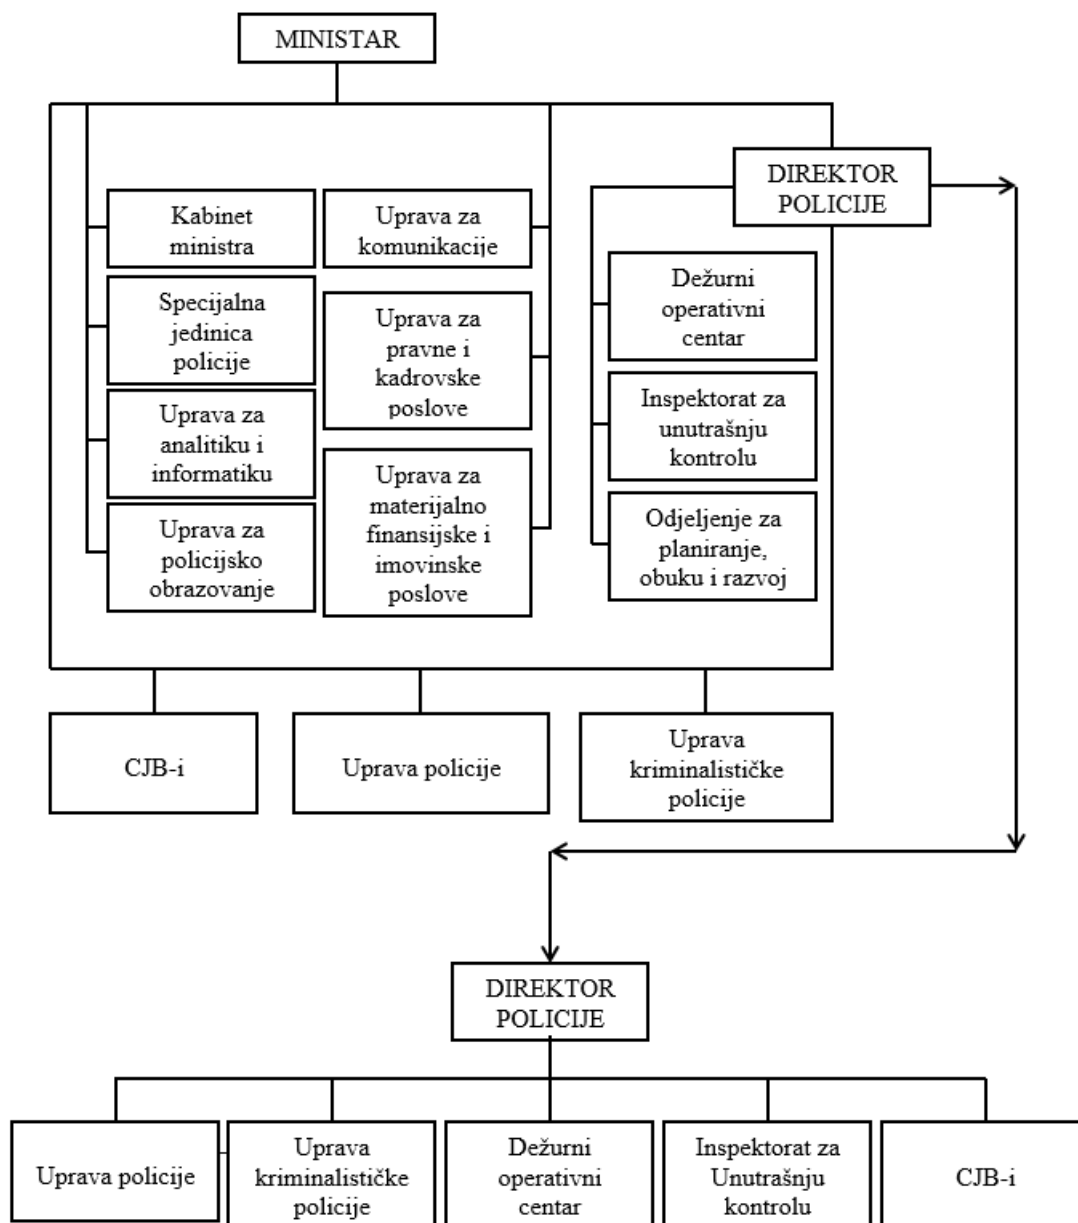 MINISTAR
DIREKTOR
POLICIJE
Kabinet
ministra
Uprava za
komunikacije
Dežurni
operativni
centar
Specijalna
jedinica
policije
Uprava za
pravne i
kadrovske
poslove
Inspektorat za
unutrašnju
kontrolu
Uprava za
analitiku i
informatiku
Uprava za
materijalno
finansijske i
imovinske
poslove
Odjeljenje za
planiranje,
obuku i razvoj
Uprava za
policijsko
obrazovanje
CJB-i
Uprava policije
Uprava
kriminalističke
policije
DIREKTOR
POLICIJE
Uprava policije
Uprava
kriminalističke
policije
Dežurni
operativni
centar
Inspektorat za
Unutrašnju
kontrolu
CJB-i